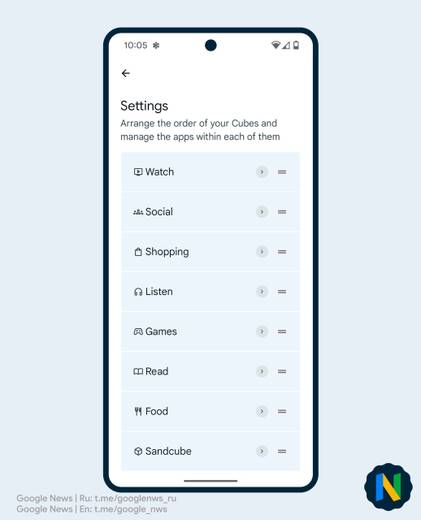 10:05
Settings
Arrange the order of your Cubes and
manage the apps within each of them
Watch
Social
Shopping
Listen
Games
Read
Food
Sandcube
Google News | Ru: t.me/googlenws_ru
Google News | En: t.me/google_nws
N